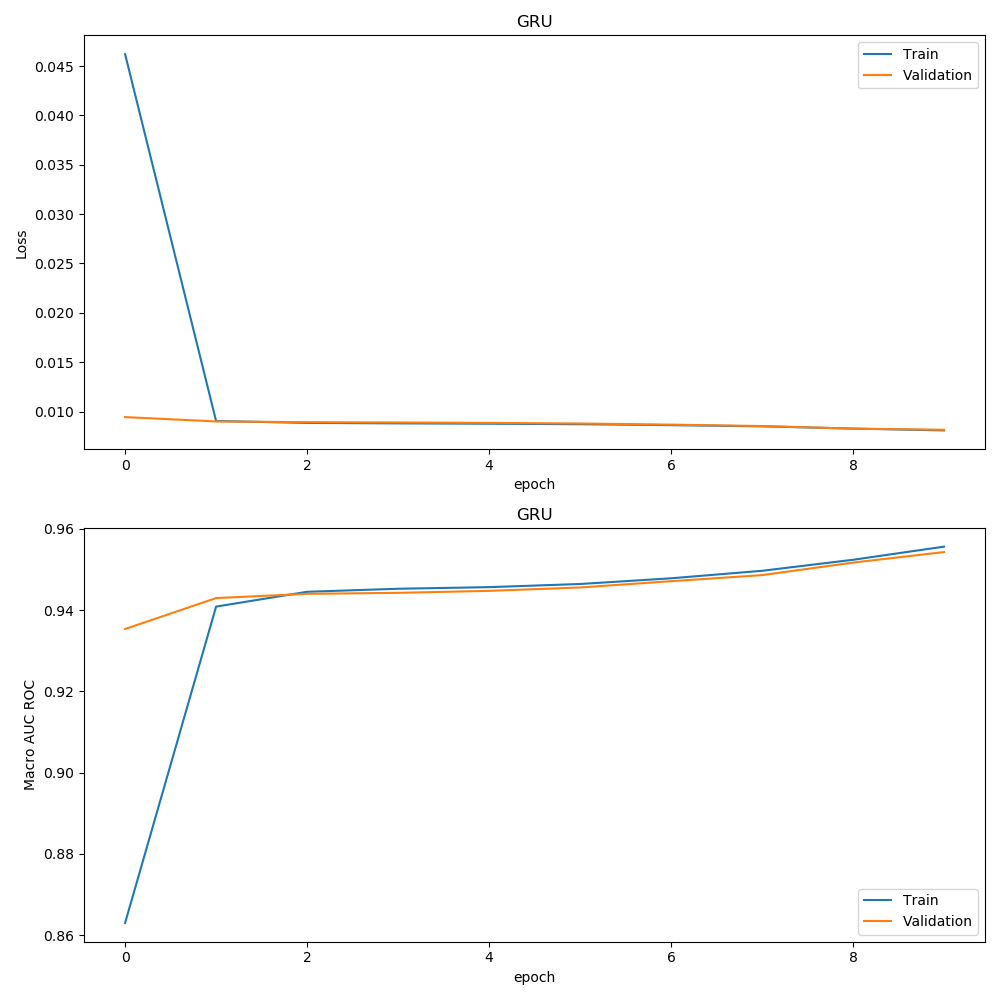 GRU
Train
Validation
0.045
0.040
0.035
0.030
0.025
0.020
0.015
0.010
Loss
0 2 4 6 8
epoch
GRU
0.96
0.94
0.92
0.90
0.88
0.86
Macro AUC ROC
Train
Validation
0 2 4 6 8
epoch